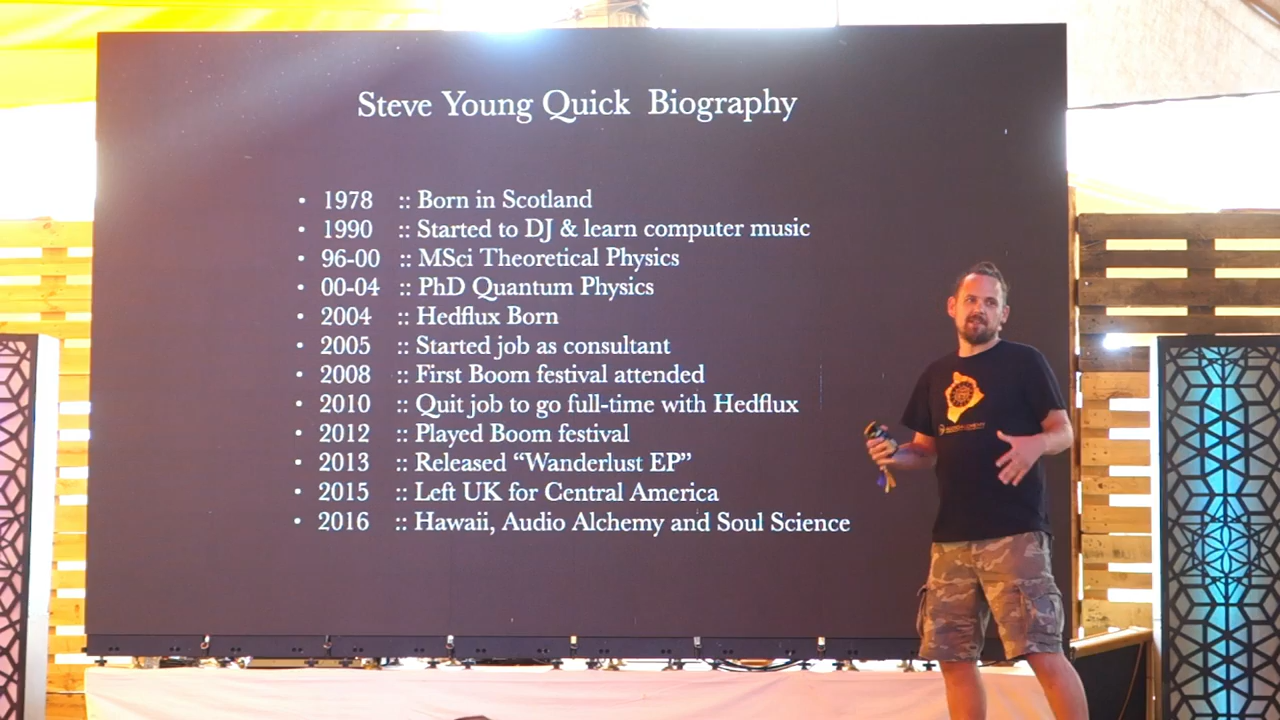 Steve Young Quick Biography
• 1978 :: Born in Scotland
• 1990 :: Started to DJ & learn computer music
• 96-00 :: MSci Theoretical Physics
• 00-04 :: PhD Quantum Physics
• 2004 :: Hedflux Born
• 2005 :: Started job as consultant
• 2008 :: First Boom festival attended
• 2010 :: Quit job to go full-time with Hedflux
• 2012 :: Played Boom festival
• 2013 :: Released “Wanderlust EP”
• 2015 :: Left UK for Central America
• 2016 :: Hawaii, Audio Alchemy and Soul Science